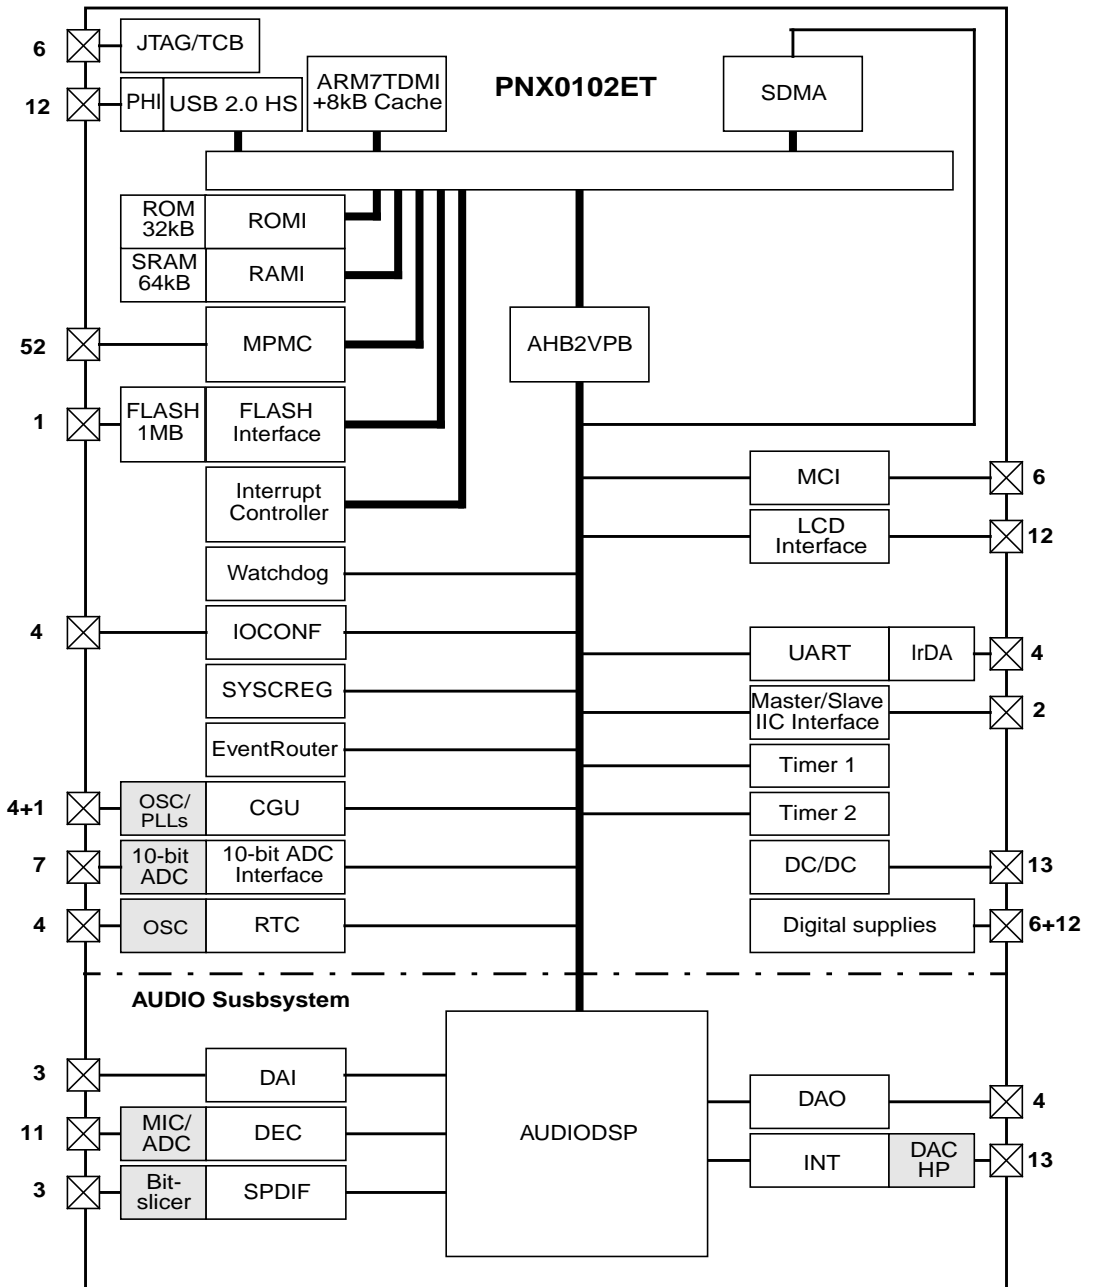 6
JTAG/TCB
12
PHI
USB 2.0 HS
ARM7TDMI
+8kB Cache
PNX0102ET
SDMA
ROM
32kB
ROMI
SRAM
64kB
RAMI
52
MPMC
AHB2VPB
1
FLASH
1MB
FLASH
Interface
Interrupt
Controller
MCI
6
LCD
Interface
12
Watchdog
4
IOCONF
UART
IrDA
4
SYSCREG
Master/Slave
IIC Interface
2
EventRouter
Timer 1
4+1
OSC/
PLLs
CGU
Timer 2
7
10-bit
ADC
10-bit ADC
Interface
DC/DC
13
4
OSC
RTC
Digital supplies
6+12
AUDIO Susbsystem
3
DAI
11
MIC/
ADC
DEC
3
Bit-
slicer
SPDIF
AUDIODSP
DAO
4
INT
DAC
HP
13